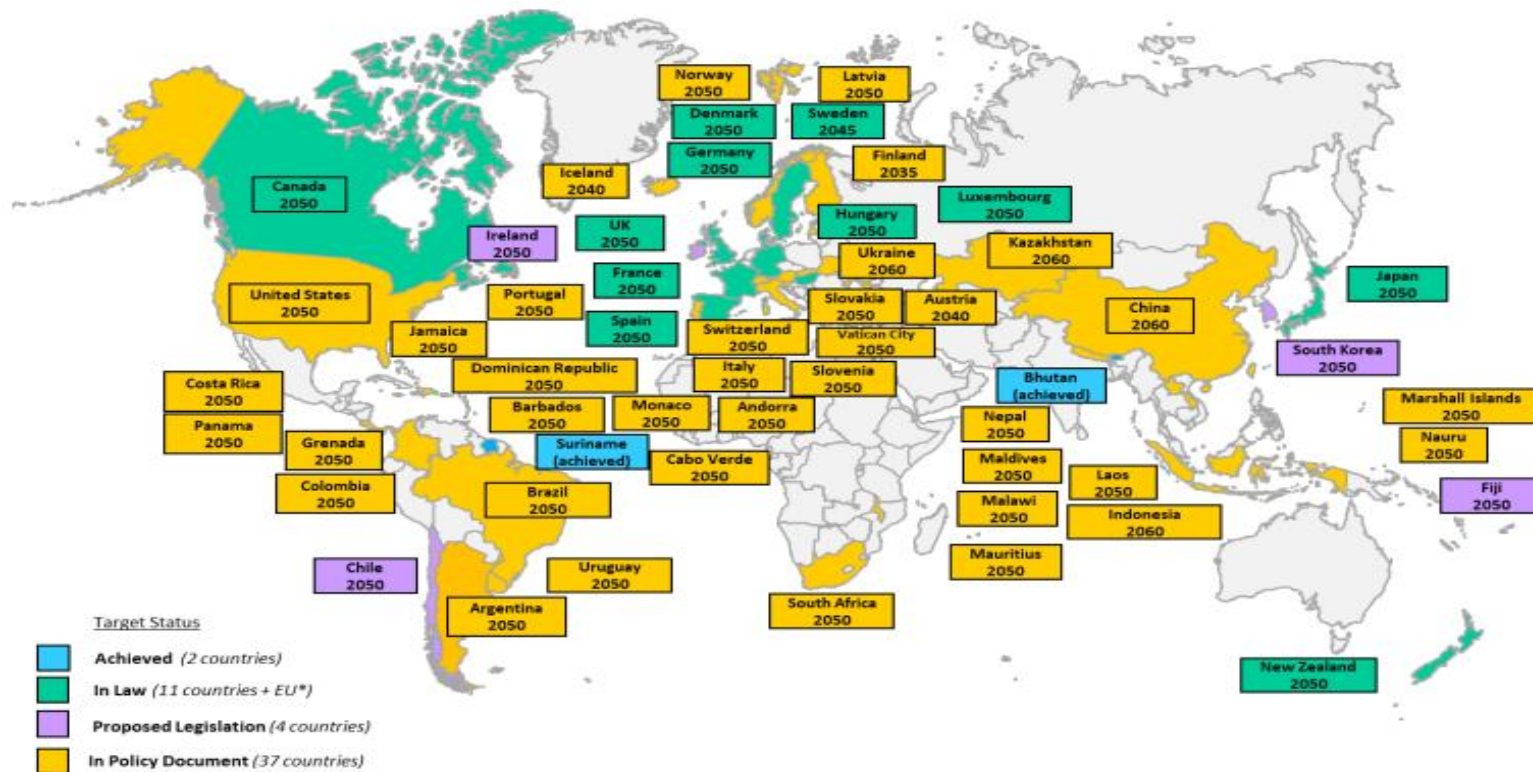 Norway
2050
Latvia
2050
Denmark
2050
Sweden
2045
Germany
2050
Finland
2035
Iceland
2040
Canada
2050
Luxembourg
2050
Hungary
2050
Ireland
2050
UK
2050
Ukraine
2060
Kazakhstan
2060
France
2050
Japan
2050
United States
2050
Portugal
2050
Slovakia
2050
Austria
2040
China
2060
Spain
2050
Jamaica
2050
Switzerland
2050
Vatican City
2050
South Korea
2050
Dominican Republic
2050
Italy
2050
Slovenia
2050
Bhutan
(achieved)
Costa Rica
2050
Marshall Islands
2050
Barbados
2050
Monaco
2050
Andorra
2050
Nepal
2050
Panama
2050
Nauru
2050
Grenada
2050
Suriname
(achieved)
Cabo Verde
2050
Maldives
2050
Laos
2050
Colombia
2050
Brazil
2050
Fiji
2050
Malawi
2050
Indonesia
2060
Mauritius
2050
Chile
2050
Uruguay
2050
Argentina
2050
South Africa
2050
New Zealand
2050
Target Status
Achieved (2 countries)
In Law (11 countries + EU*)
Proposed Legislation (4 countries)
In Policy Document (37 countries)